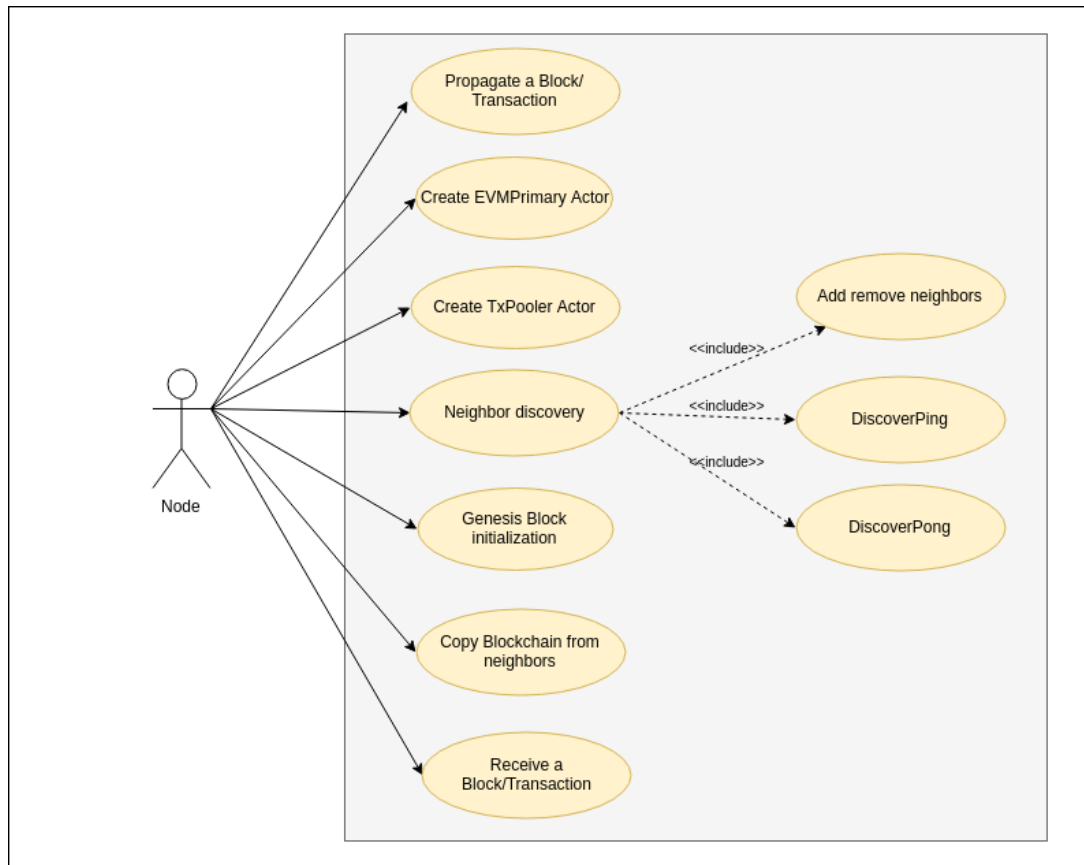 Propagate a Block/
Transaction
Create EVMPrimary Actor
Create TxPooler Actor
Add remove neighbors
<<include>>
Neighbor discovery
<<include>>
DiscoverPing
<<include>>
Node
Genesis Block
initialization
DiscoverPong
Copy Blockchain from
neighbors
Receive a
Block/Transaction